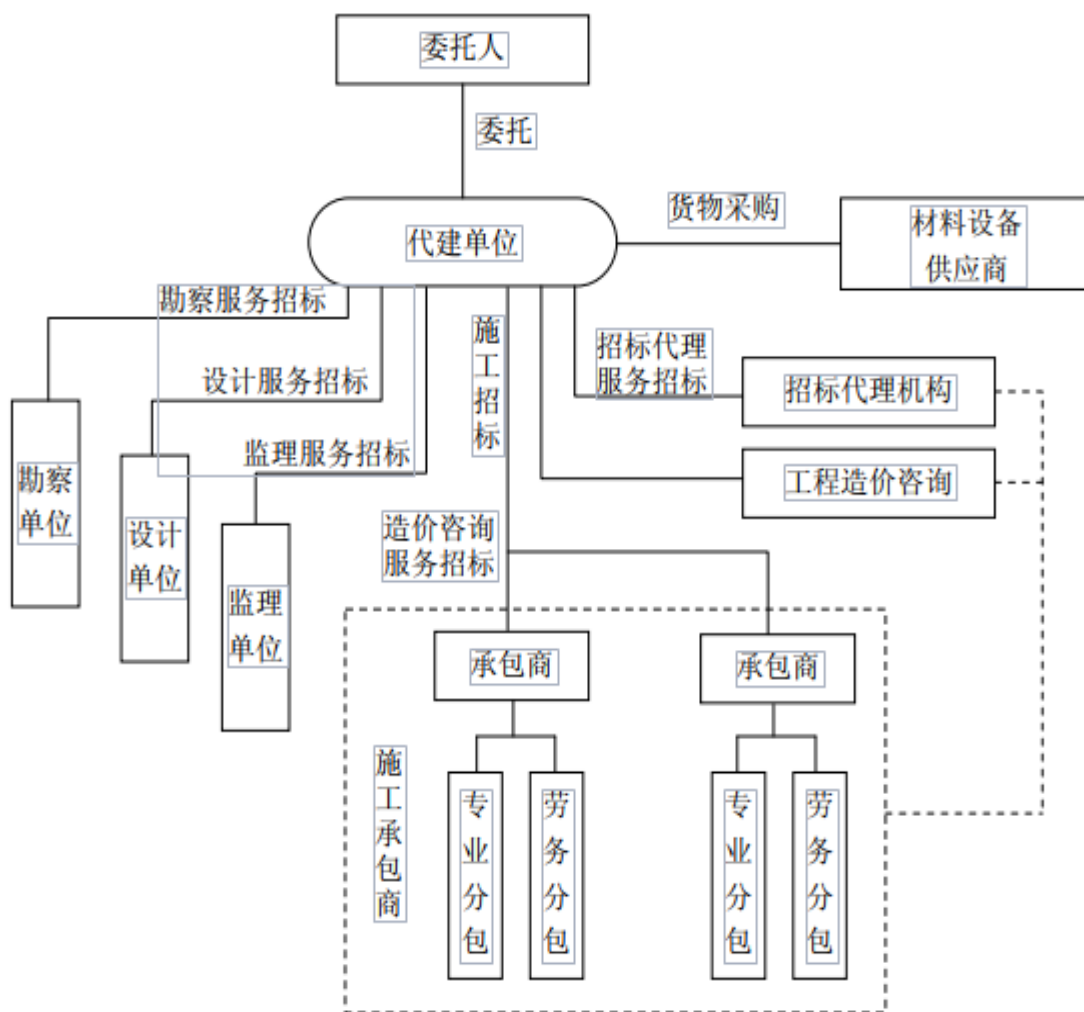 委托人
委托
代建单位
货物采购
材料设备
供应商
勘察服务招标
设计服务招标
监理服务招标
施工招标
招标代理
服务招标
招标代理机构
工程造价咨询
勘察
单位
设计
单位
监理
单位
造价咨询
服务招标
承包商
承包商
施工承包商
专业分包
劳务分包
专业分包
劳务分包